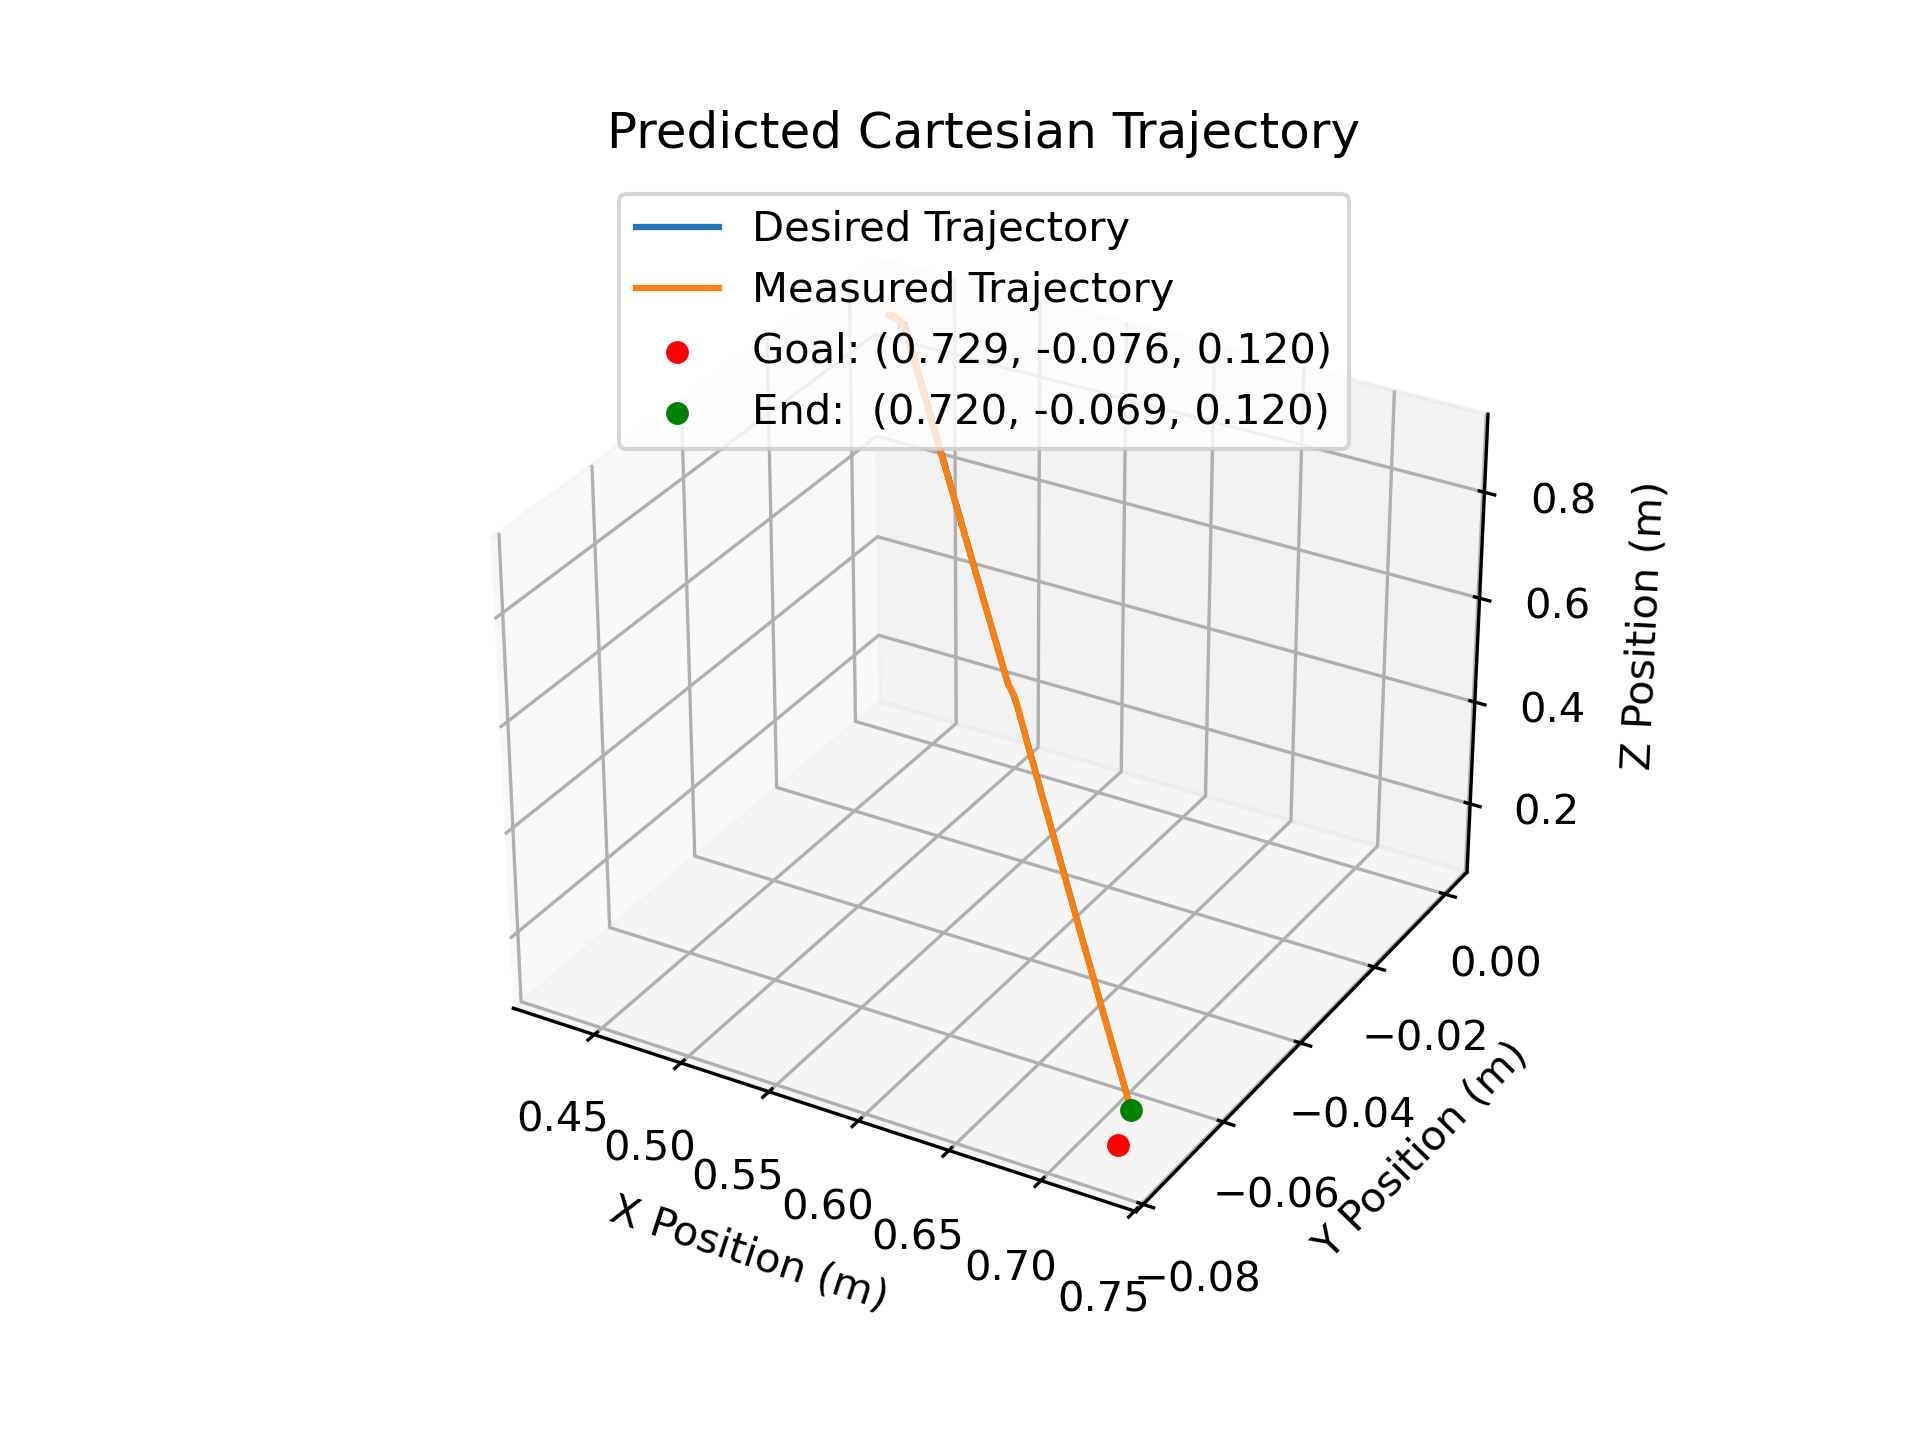 Predicted Cartesian Trajectory
Desired Trajectory
Measured Trajectory
Goal: (0.729, -0.076, 0.120)
End:  (0.720, -0.069, 0.120)
0.8
0.6
0.4
0.2
Z Position (m)
0.00
−0.02
−0.04
−0.06
−0.08
Y Position (m)
0.45
0.50
0.55
0.60
0.65
0.70
0.75
X Position (m)